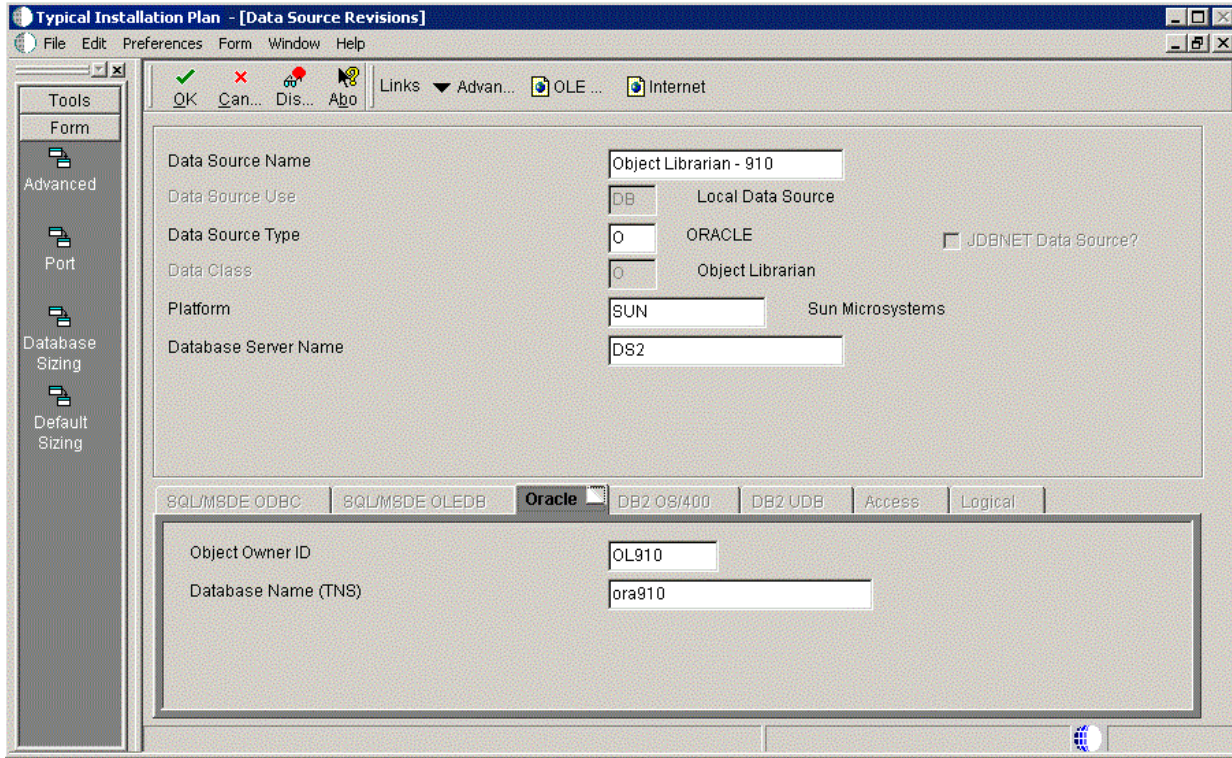 Typical Installation Plan - [Data Source Revisions]
File Edit Preferences Form Window Help
Tools
Form
Advanced
Port
Database
Sizing
Default
Sizing
OK Can... Dis... Abo Links Advan... OLE ... Internet
Data Source Name Object Librarian - 910
Data Source Use DB Local Data Source
Data Source Type O ORACLE JDBNET Data Source?
Data Class O Object Librarian
Platform SUN Sun Microsystems
Database Server Name DS2
SQL/MSDE ODBC SQL/MSDE OLEDB Oracle DB2 OS/400 DB2 UDB Access Logical
Object Owner ID OL910
Database Name (TNS) ora910